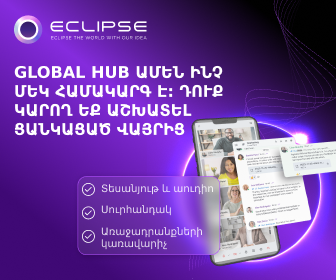 ECLIPSE
ECLIPSE THE WORLD WITH OUR IDEA
GLOBAL HUB ԱՄԵՆ ԻՆՉ
ՄԵԿ ՀԱՄԱԿԱՐԳ Է: ԴՈՒՔ
ԿԱՐՈՂ ԵՔ ԱՇԽԱՏԵԼ
ՑԱՆԿԱՑԱԾ ՎԱՅՐԻՑ
Տեսանյութ և աուդիո
Սուրհանդակ
Առաջադրանքների
կառավարիչ